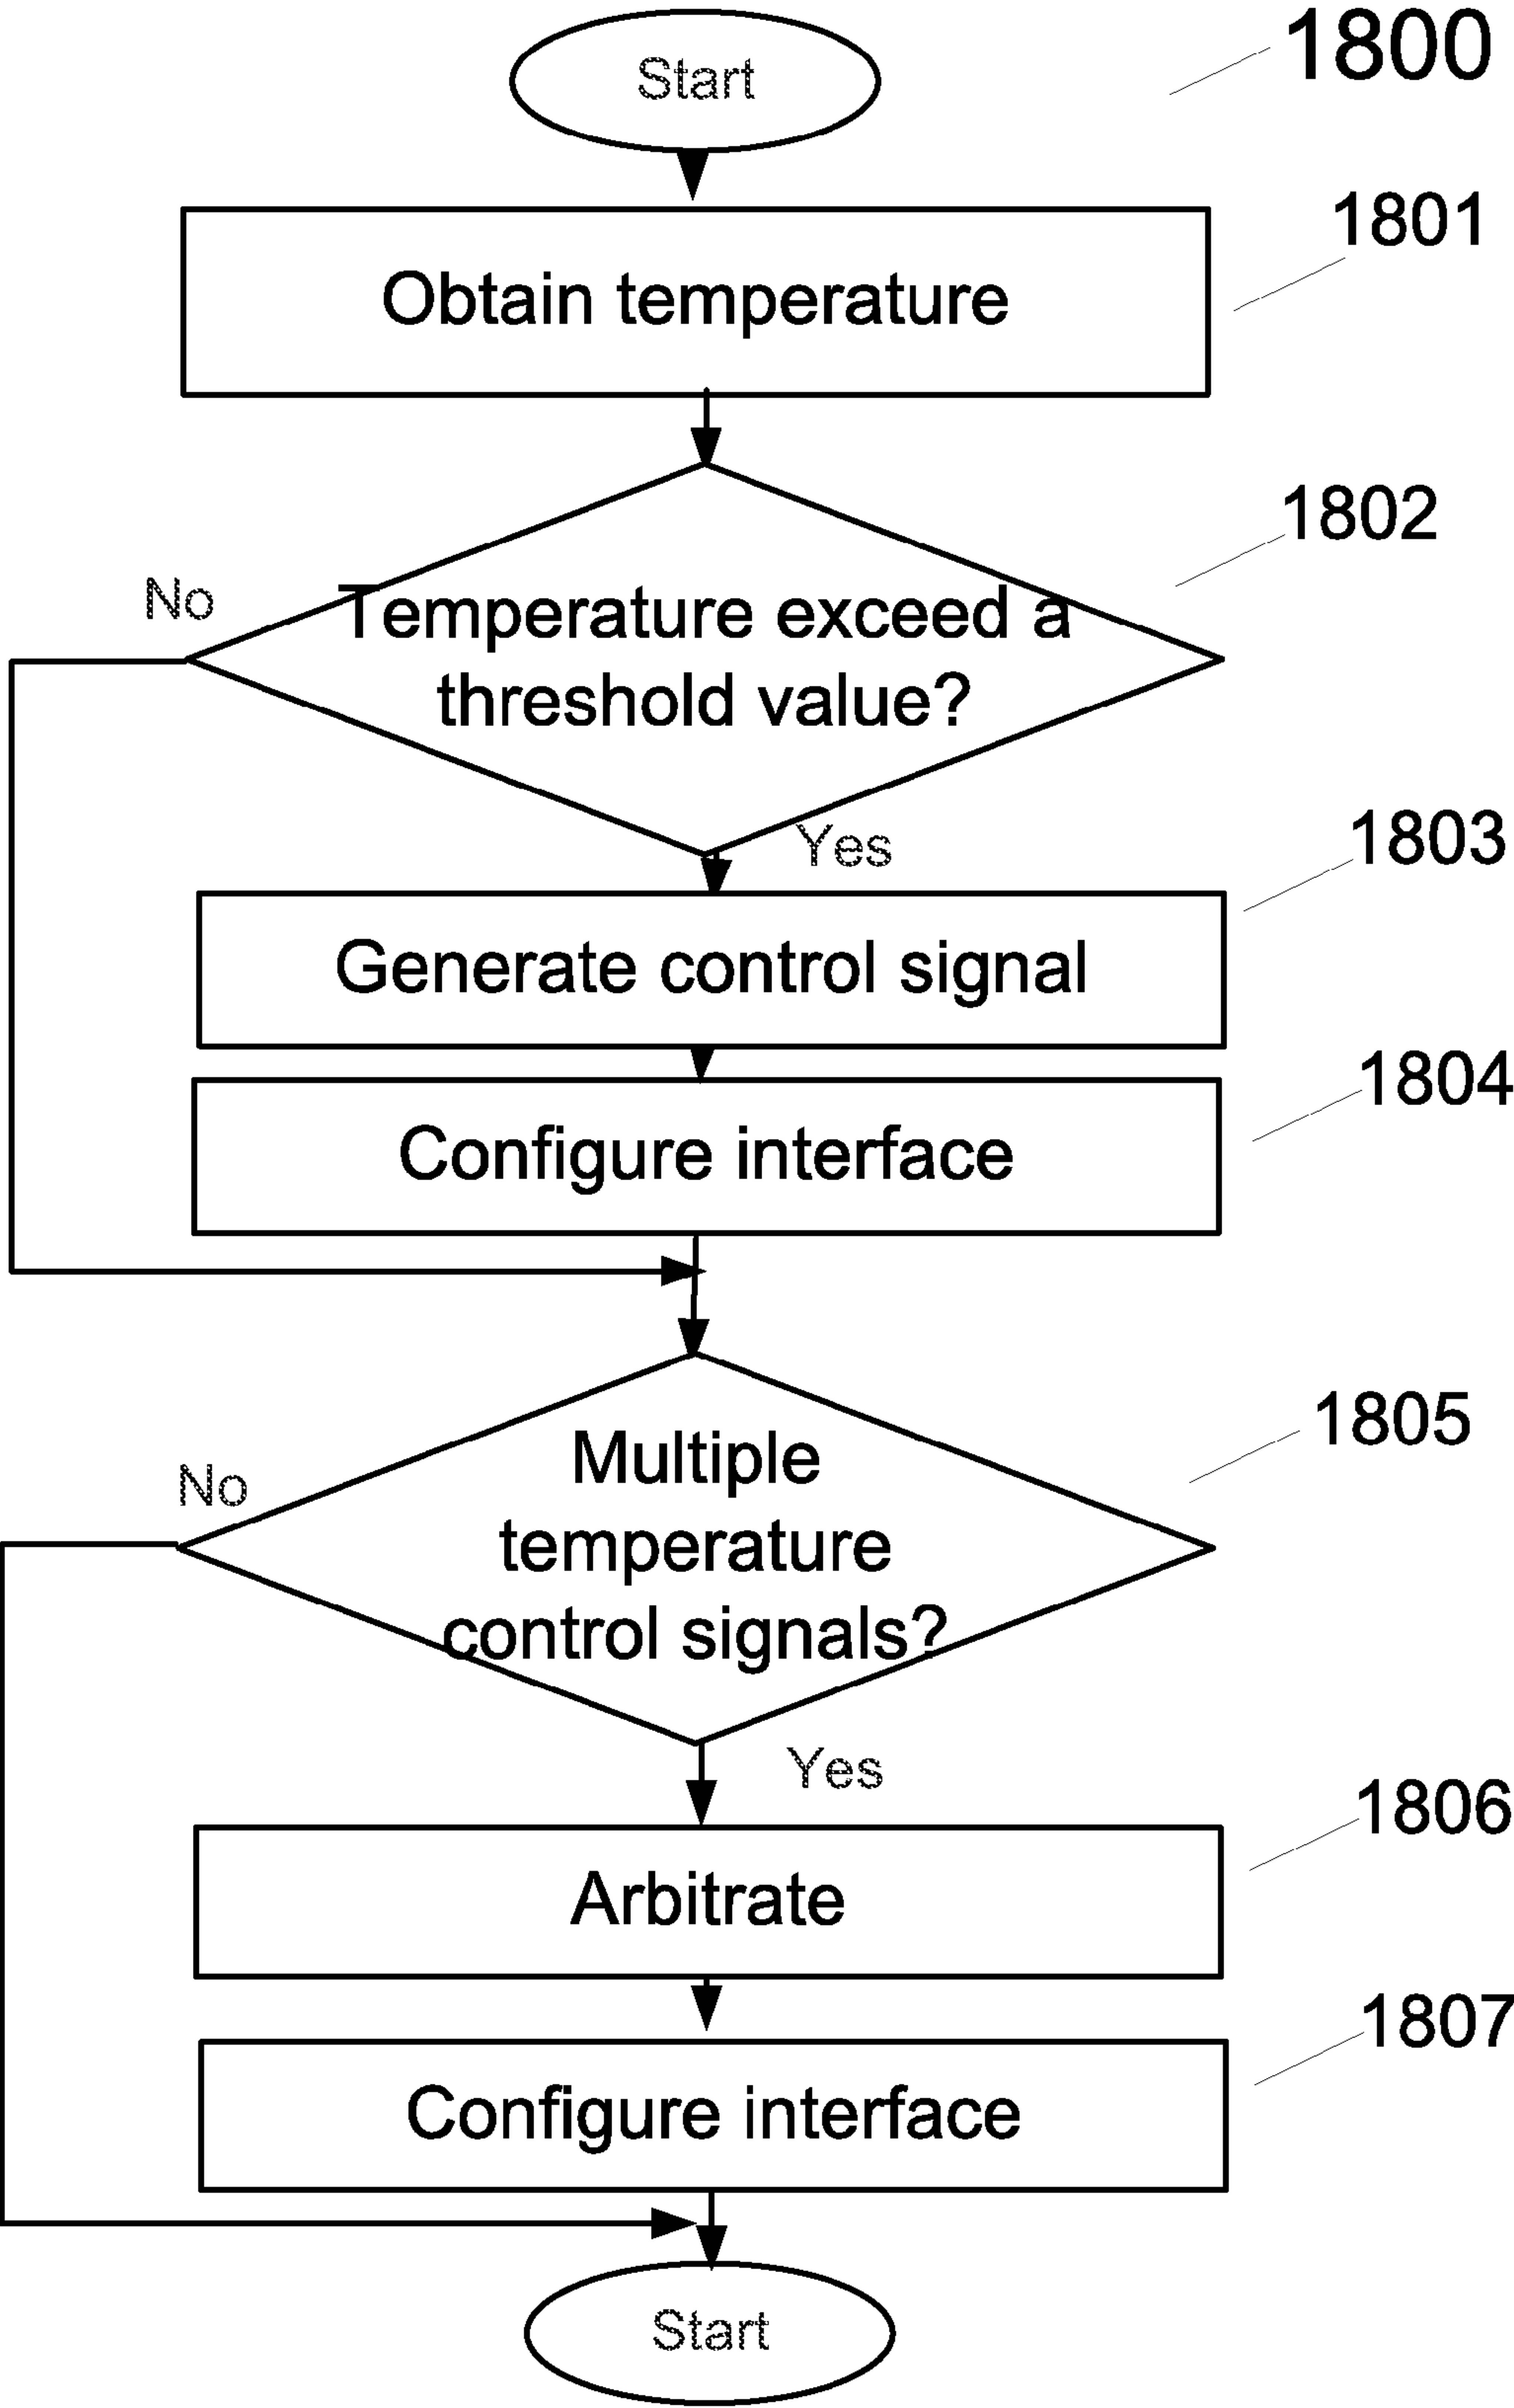 Start
1800
1801
Obtain temperature
1802
No
Temperature exceed a
threshold value?
Yes
1803
Generate control signal
1804
Configure interface
1805
No
Multiple
temperature
control signals?
Yes
1806
Arbitrate
1807
Configure interface
Start